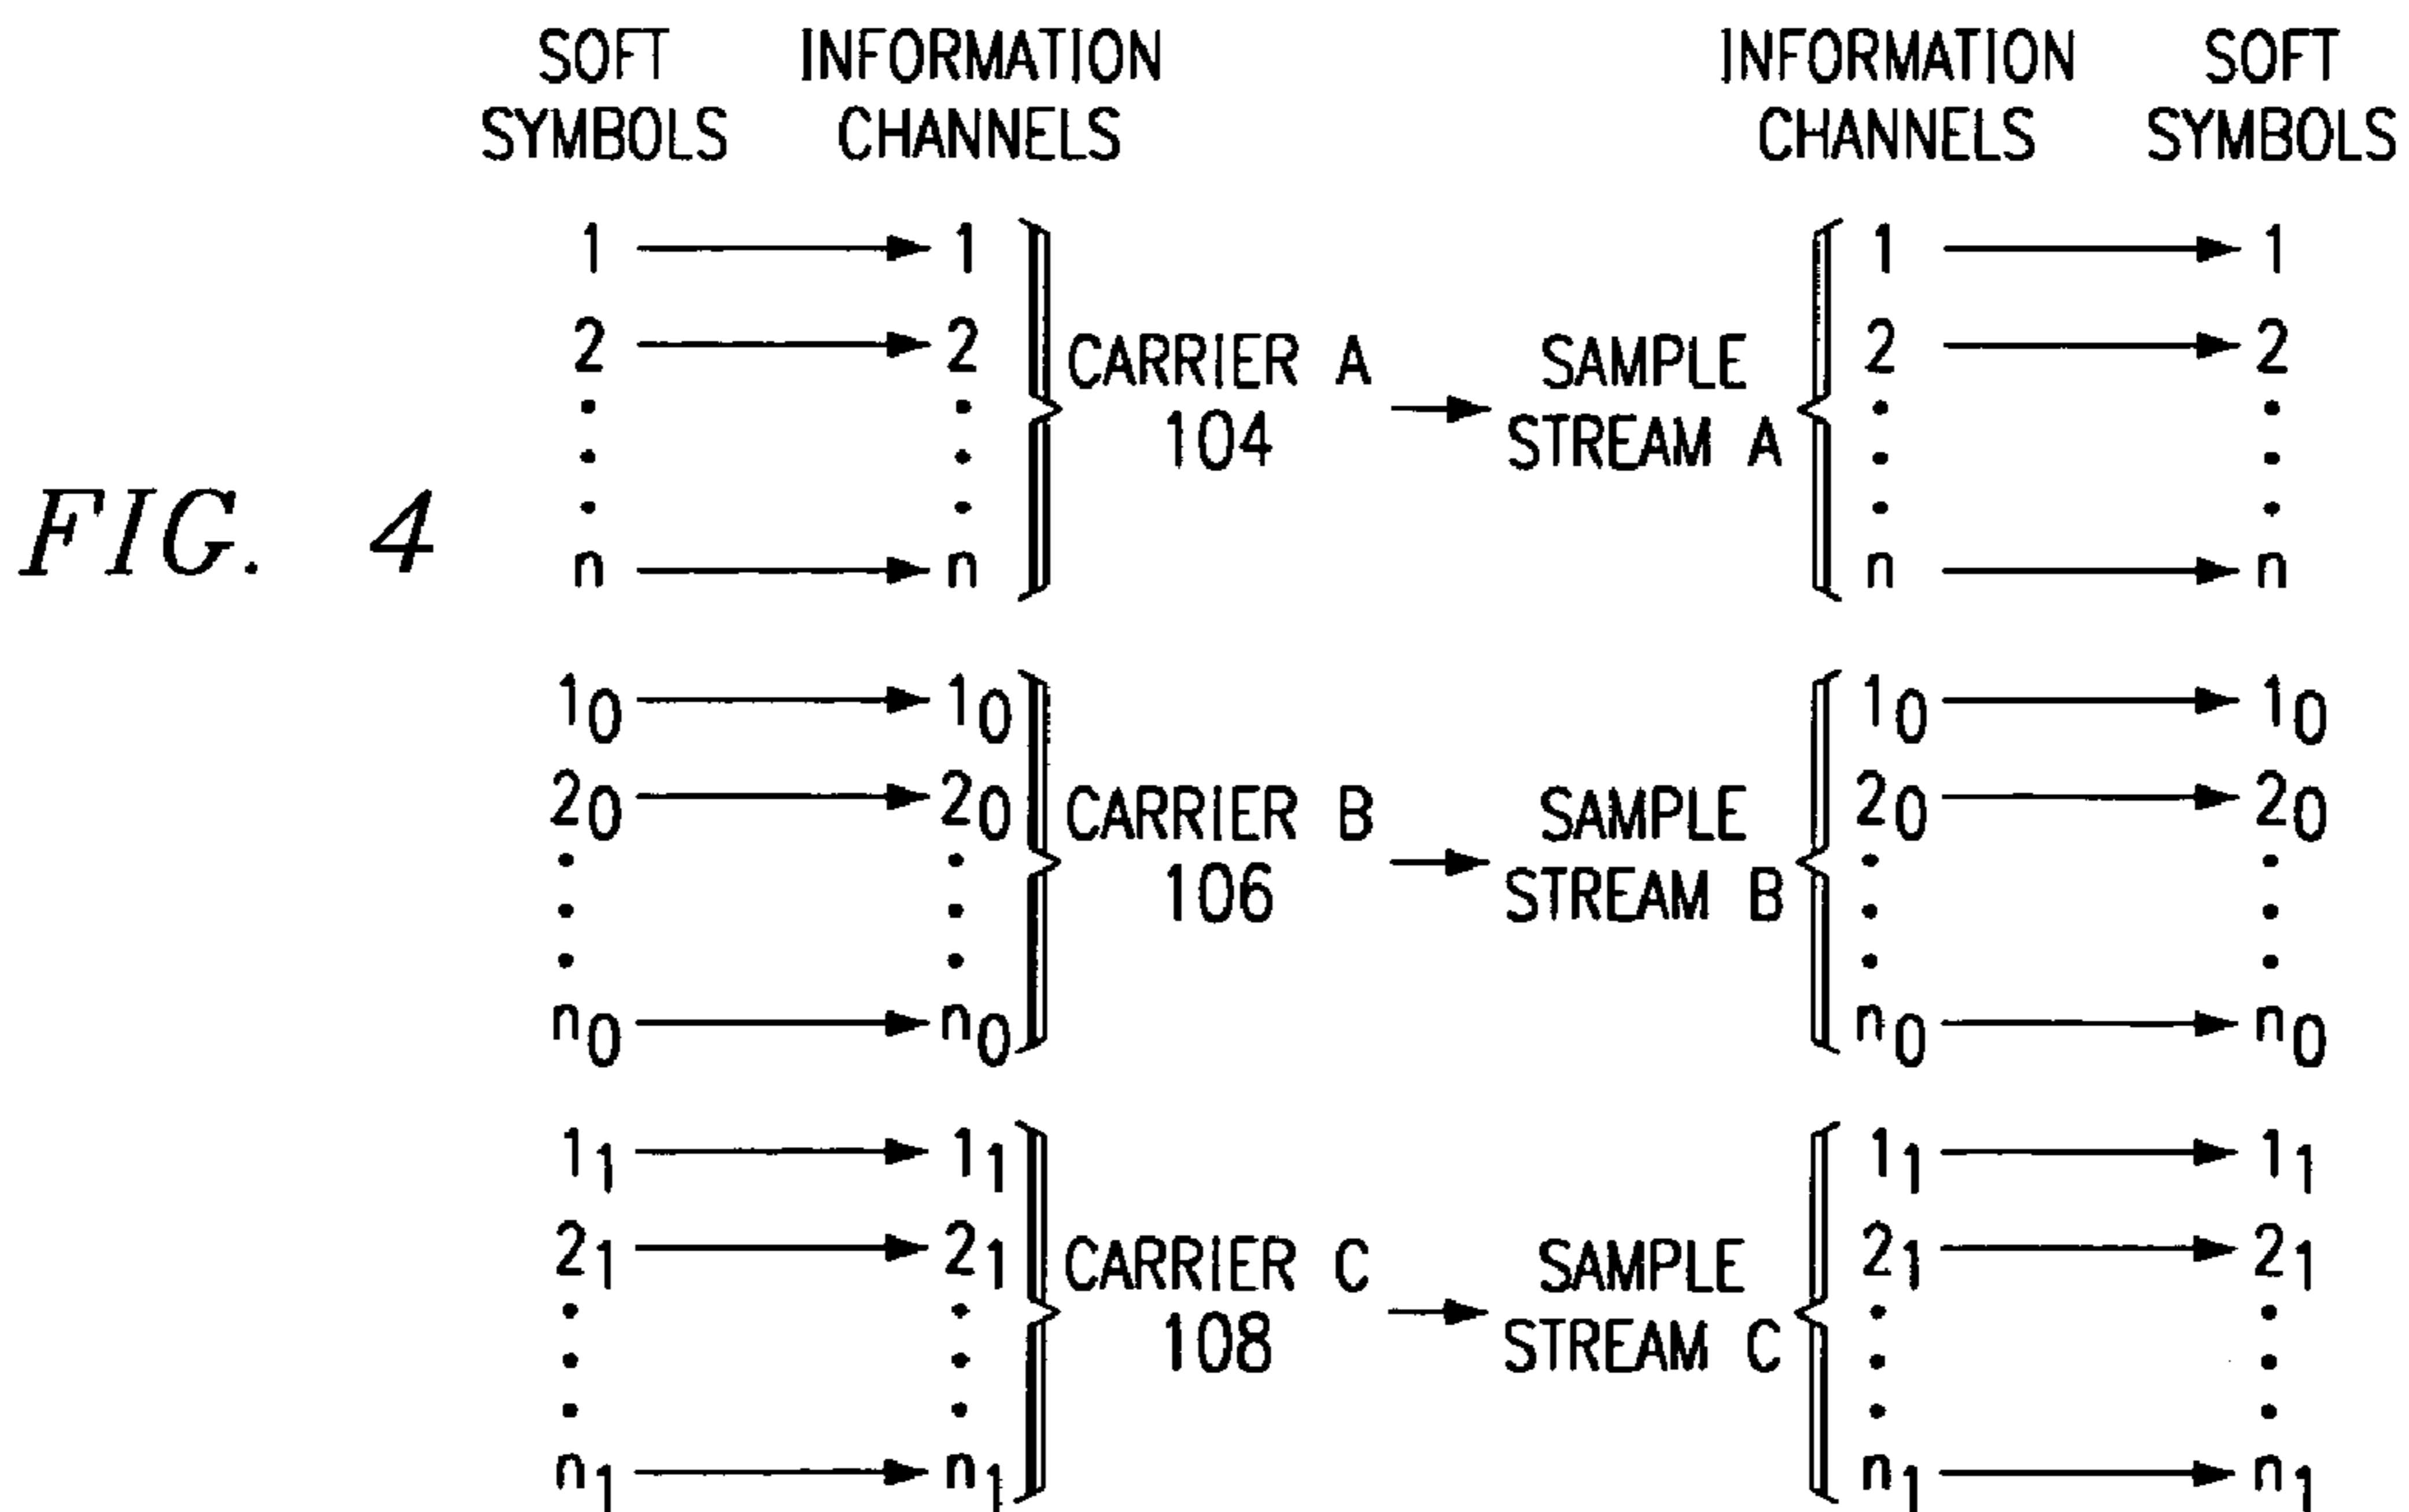 SOFT INFORMATION INFORMATION SOFT
SYMBOLS CHANNELS CHANNELS SYMBOLS
1 1 1 1
2 2 2 2
CARRIER A SAMPLE
104 STREAM A
FIG. 4
n n n n
1₀ 1₀ 1₀ 1₀
2₀ 2₀ 2₀ 2₀
CARRIER B SAMPLE
106 STREAM B
n₀ n₀ n₀ n₀
1₁ 1₁ 1₁ 1₁
2₁ 2₁ 2₁ 2₁
CARRIER C SAMPLE
108 STREAM C
n₁ n₁ n₁ n₁